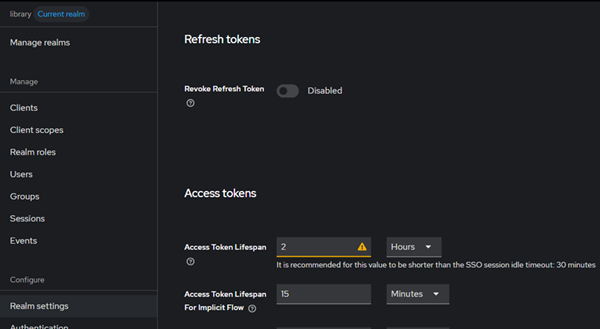 library Current realm
Manage realms
Manage
Clients
Client scopes
Realm roles
Users
Groups
Sessions
Events
Configure
Realm settings
Authentication
Refresh tokens
Revoke Refresh Token
Disabled
Access tokens
Access Token Lifespan
2
Hours
It is recommended for this value to be shorter than the SSO session idle timeout: 30 minutes
Access Token Lifespan
For Implicit Flow
15
Minutes